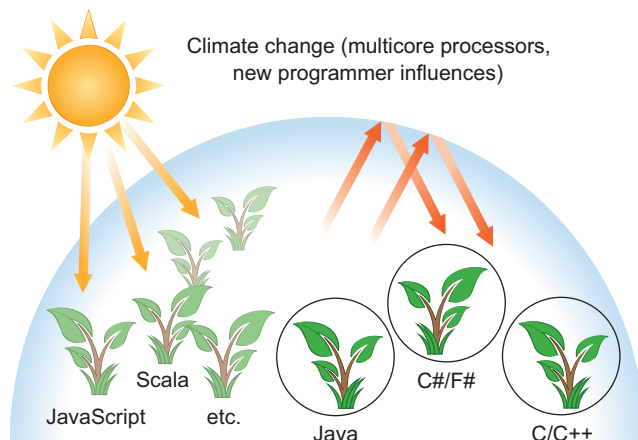 Climate change (multicore processors,
new programmer influences)
Scala
C#/F#
JavaScript
etc.
Java
C/C++